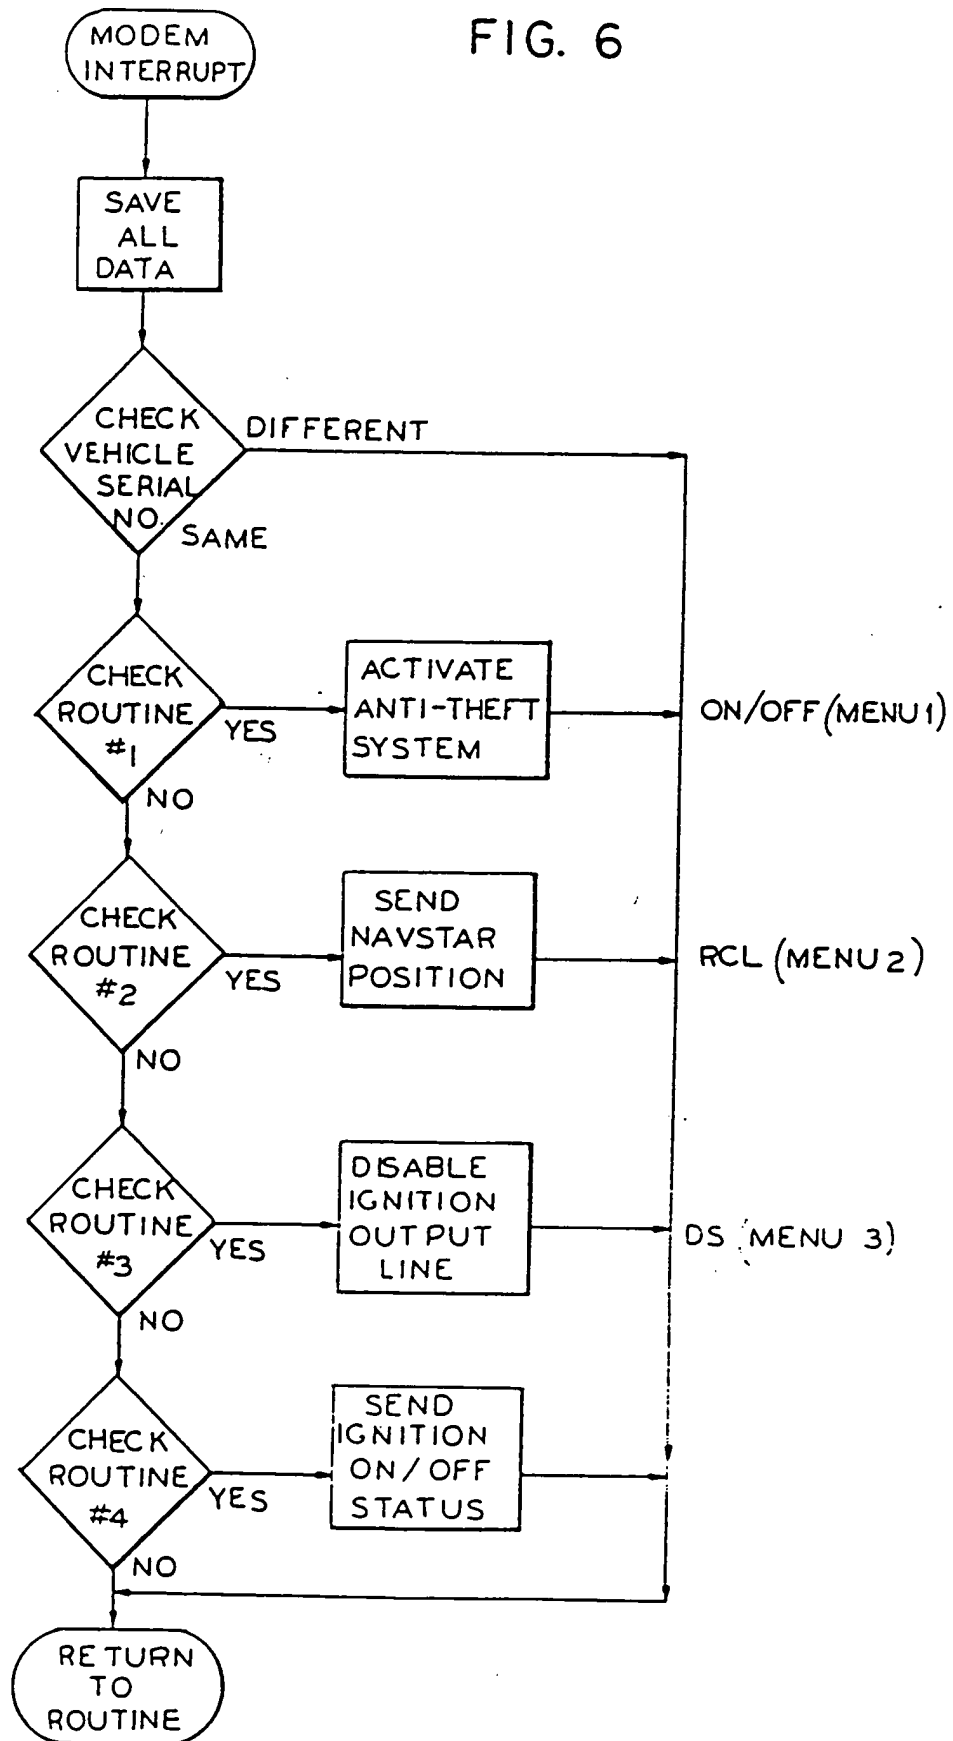 FIG. 6
MODEM
INTERRUPT
SAVE
ALL
DATA
CHECK
VEHICLE
SERIAL
NO.
DIFFERENT
SAME
CHECK
ROUTINE
#1
YES
NO
ACTIVATE
ANTI-THEFT
SYSTEM
ON/OFF (MENU 1)
CHECK
ROUTINE
#2
YES
NO
SEND
NAVSTAR
POSITION
RCL (MENU 2)
CHECK
ROUTINE
#3
YES
NO
DISABLE
IGNITION
OUTPUT
LINE
DS (MENU 3)
CHECK
ROUTINE
#4
YES
NO
SEND
IGNITION
ON/OFF
STATUS
RETURN
TO
ROUTINE